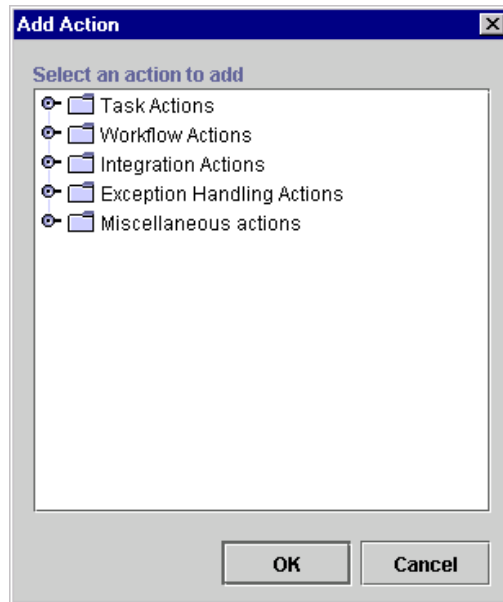 Add Action
Select an action to add
Task Actions
Workflow Actions
Integration Actions
Exception Handling Actions
Miscellaneous actions
OK
Cancel